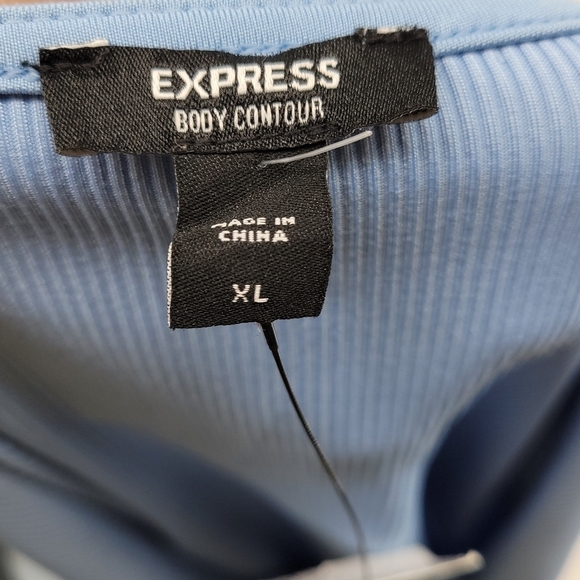 EXPRESS
BODY CONTOUR
MADE IN
CHINA
XL